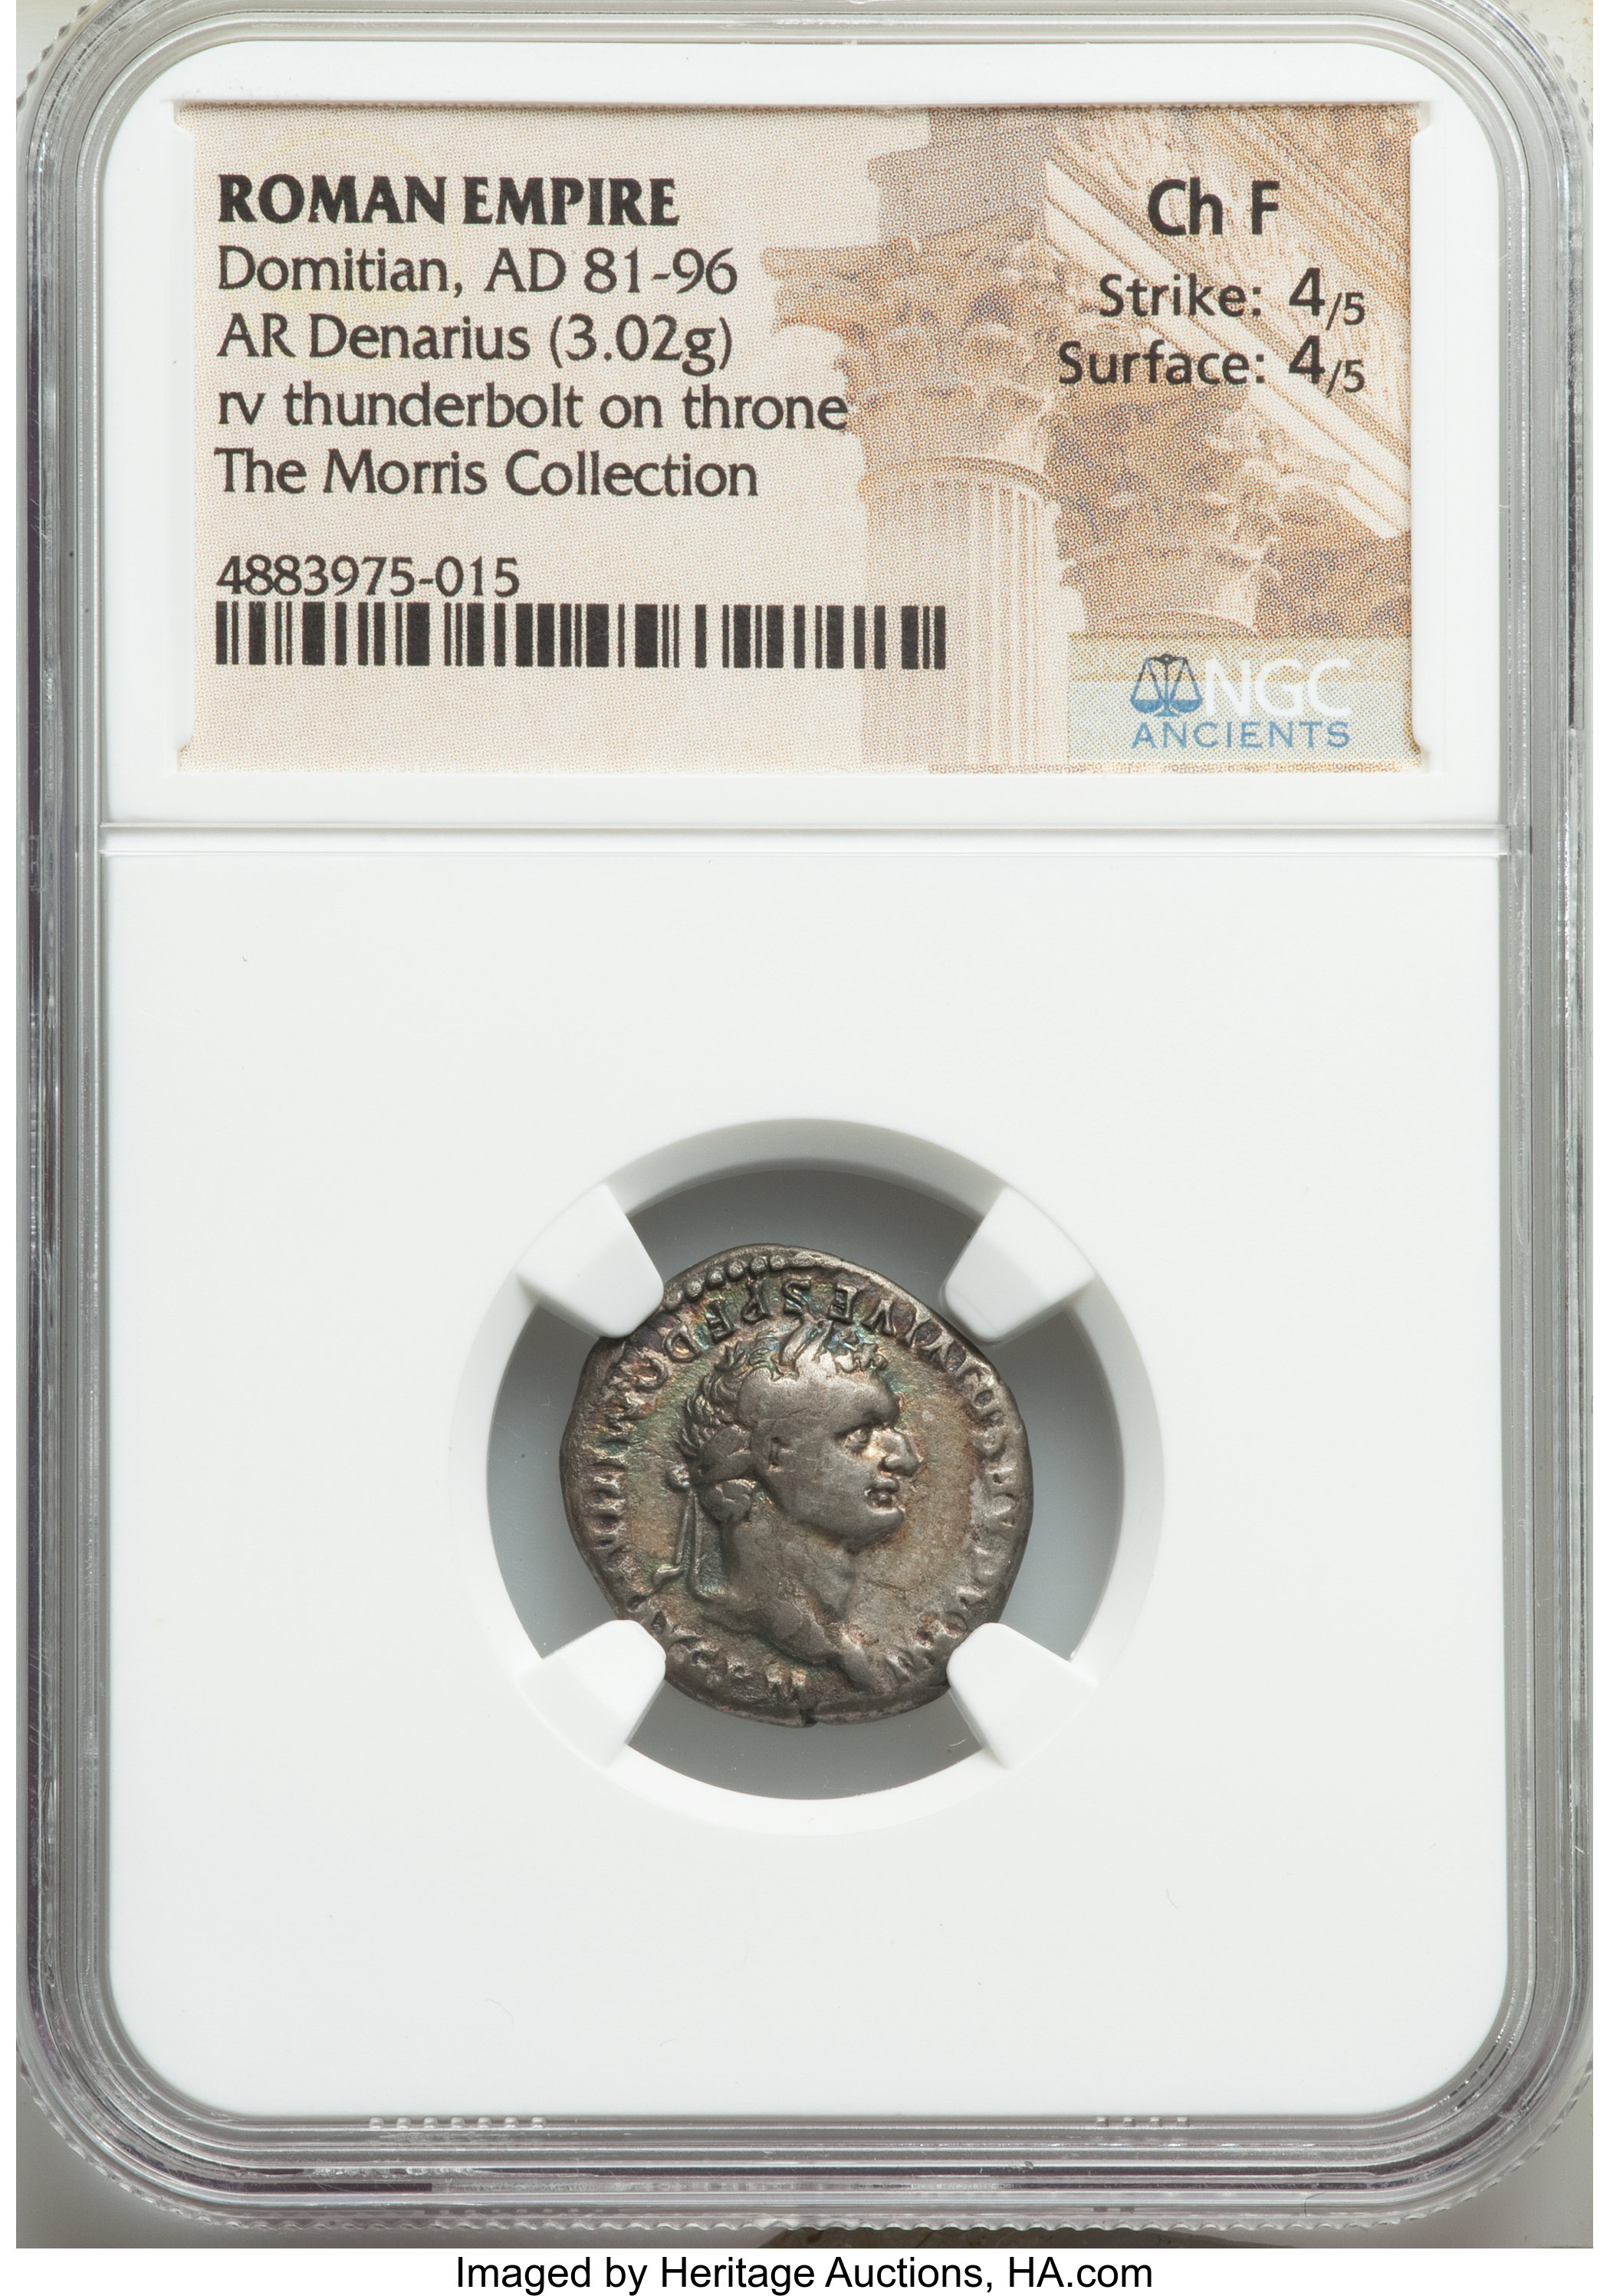 ROMAN EMPIRE
Domitian, AD 81-96
AR Denarius (3.02g)
rv thunderbolt on throne
The Morris Collection
4883975-015
Ch F
Strike: 4/5
Surface: 4/5
NGC
ANCIENTS
Imaged by Heritage Auctions, HA.com